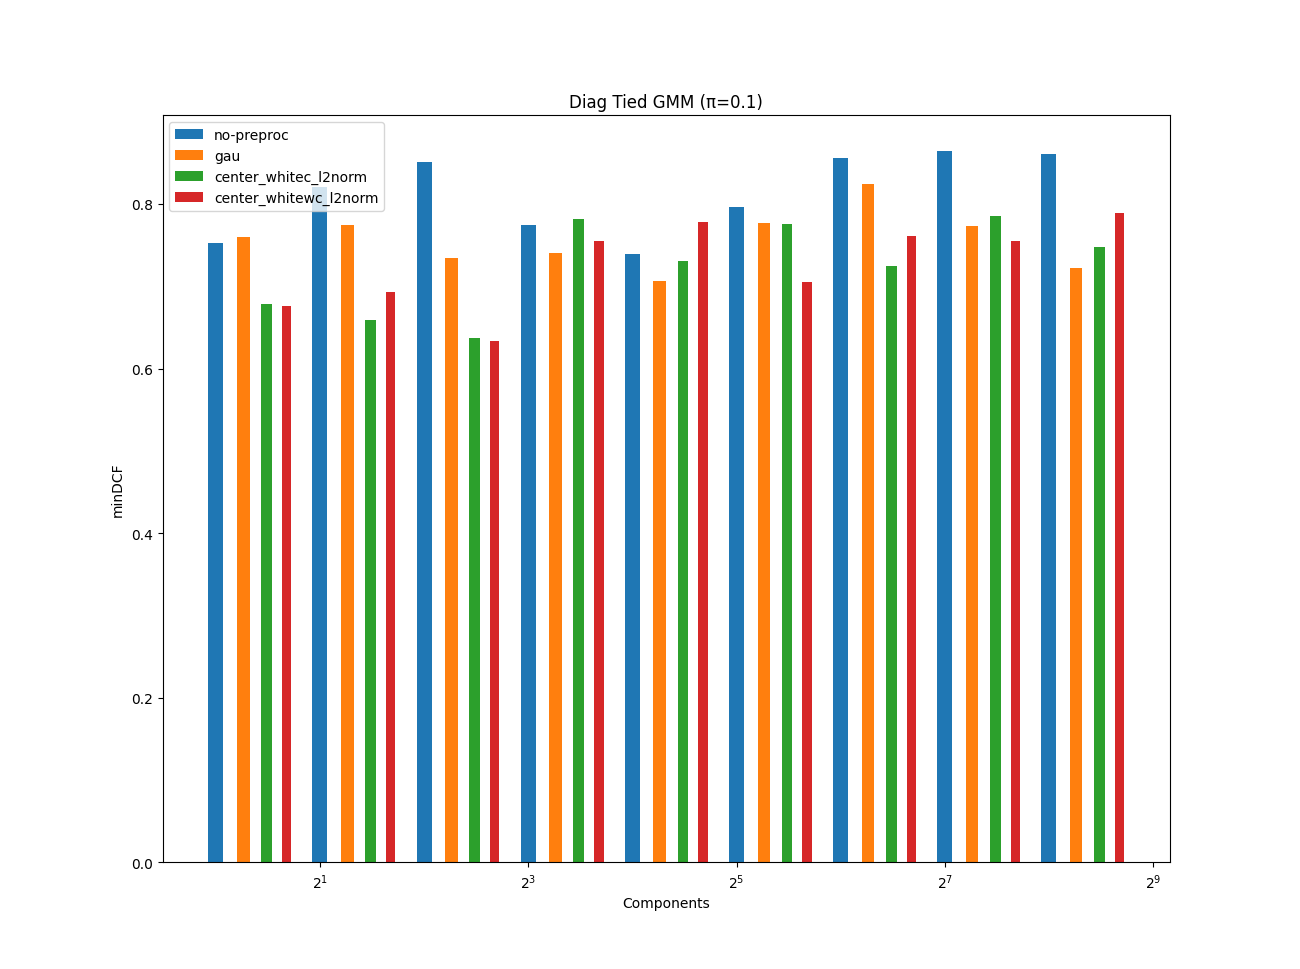 Diag Tied GMM (π=0.1)
no-preproc
gau
center_whitec_l2norm
center_whitewc_l2norm
minDCF
0.8
0.6
0.4
0.2
0.0
2¹ 2³ 2⁵ 2⁷ 2⁹
Components